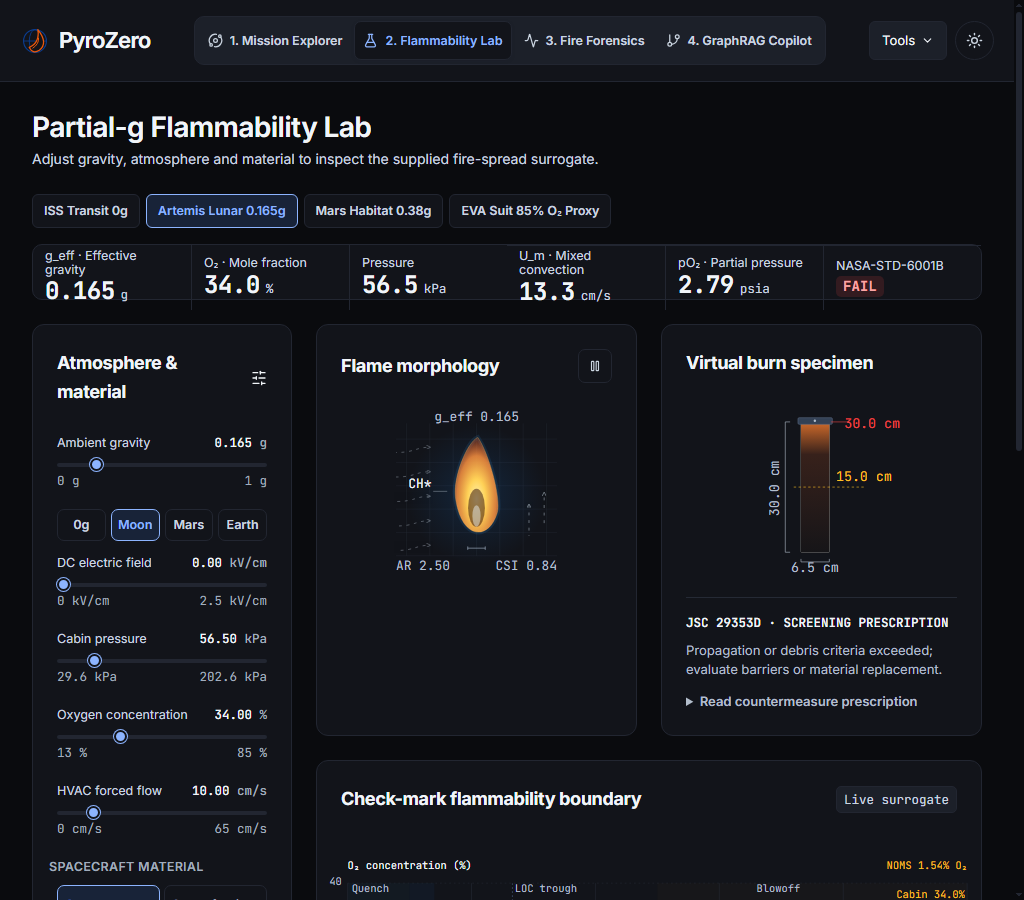 PyroZero
1. Mission Explorer
2. Flammability Lab
3. Fire Forensics
4. GraphRAG Copilot
Tools
Partial-g Flammability Lab
Adjust gravity, atmosphere and material to inspect the supplied fire-spread surrogate.
ISS Transit 0g
Artemis Lunar 0.165g
Mars Habitat 0.38g
EVA Suit 85% O₂ Proxy
g_eff · Effective
gravity
0.165 g
O₂ · Mole fraction
34.0 %
Pressure
56.5 kPa
U_m · Mixed
convection
13.3 cm/s
pO₂ · Partial pressure
2.79 psia
NASA-STD-6001B
FAIL
Atmosphere &
material
Ambient gravity 0.165 g
0 g 1 g
0g Moon Mars Earth
DC electric field 0.00 kV/cm
0 kV/cm 2.5 kV/cm
Cabin pressure 56.50 kPa
29.6 kPa 202.6 kPa
Oxygen concentration 34.00 %
13 % 85 %
HVAC forced flow 10.00 cm/s
0 cm/s 65 cm/s
SPACECRAFT MATERIAL
Flame morphology
g_eff 0.165
CH*
AR 2.50 CSI 0.84
Virtual burn specimen
30.0 cm
15.0 cm
30.0 cm
6.5 cm
JSC 29353D · SCREENING PRESCRIPTION
Propagation or debris criteria exceeded;
evaluate barriers or material replacement.
Read countermeasure prescription
Check-mark flammability boundary
Live surrogate
O₂ concentration (%)
NOMS 1.54% O₂
40
Quench
LOC trough
Blowoff
Cabin 34.0%